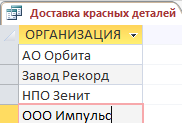 Доставка красных деталей
ОРГАНИЗАЦИЯ
АО Орбита
Завод Рекорд
НПО Зенит
ООО Импульс